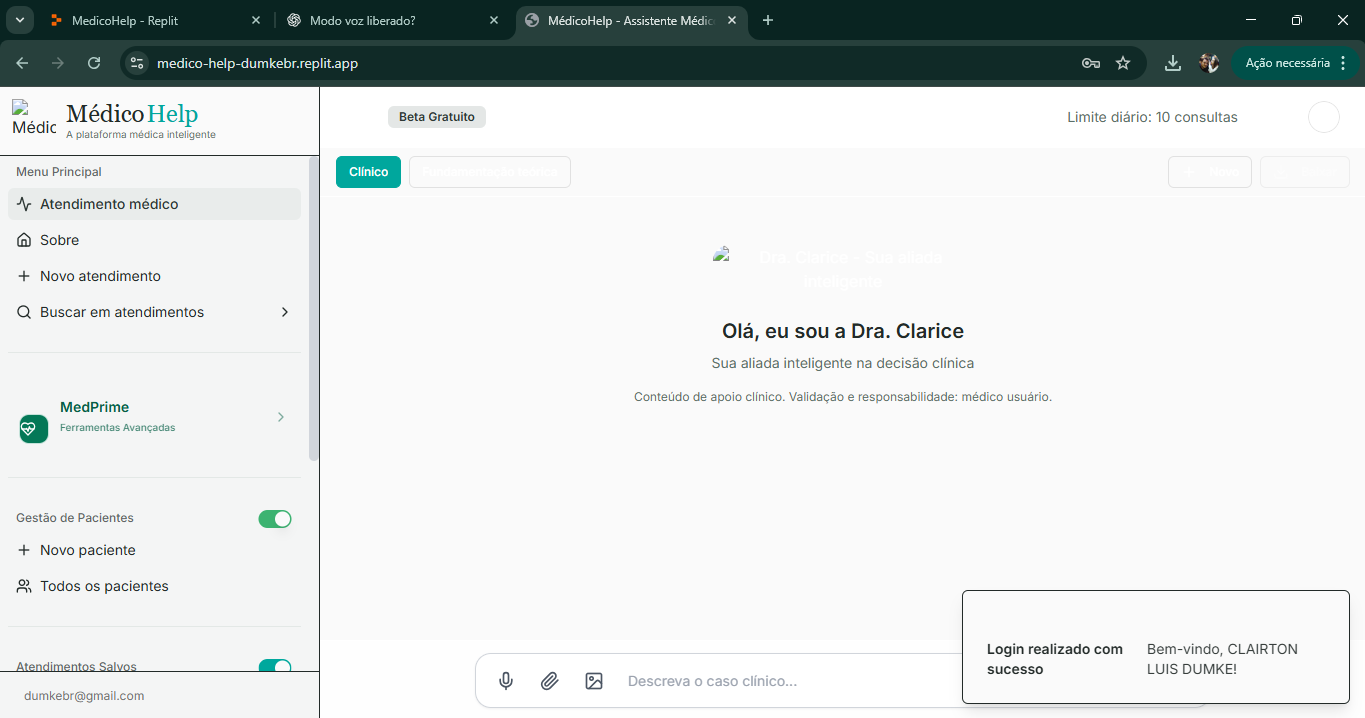 MedicoHelp - Replit
Modo voz liberado?
MédicoHelp - Assistente Médic
medico-help-dumkebr.replit.app
Ação necessária
Médic
Médico Help
A plataforma médica inteligente
Beta Gratuito
Limite diário: 10 consultas
Menu Principal
Clínico
Fundamentação teórica
Novo
Atendimento médico
Sobre
Novo atendimento
Buscar em atendimentos
Dra. Clarice - Sua aliada
Inteligente
Olá, eu sou a Dra. Clarice
Sua aliada inteligente na decisão clínica
Conteúdo de apoio clínico. Validação e responsabilidade: médico usuário.
MedPrime
Ferramentas Avançadas
Gestão de Pacientes
Novo paciente
Todos os pacientes
Atendimentos Salvos
dumkebr@gmail.com
Descreva o caso clínico...
Login realizado com
sucesso
Bem-vindo, CLAIRTON
LUIS DUMKE!